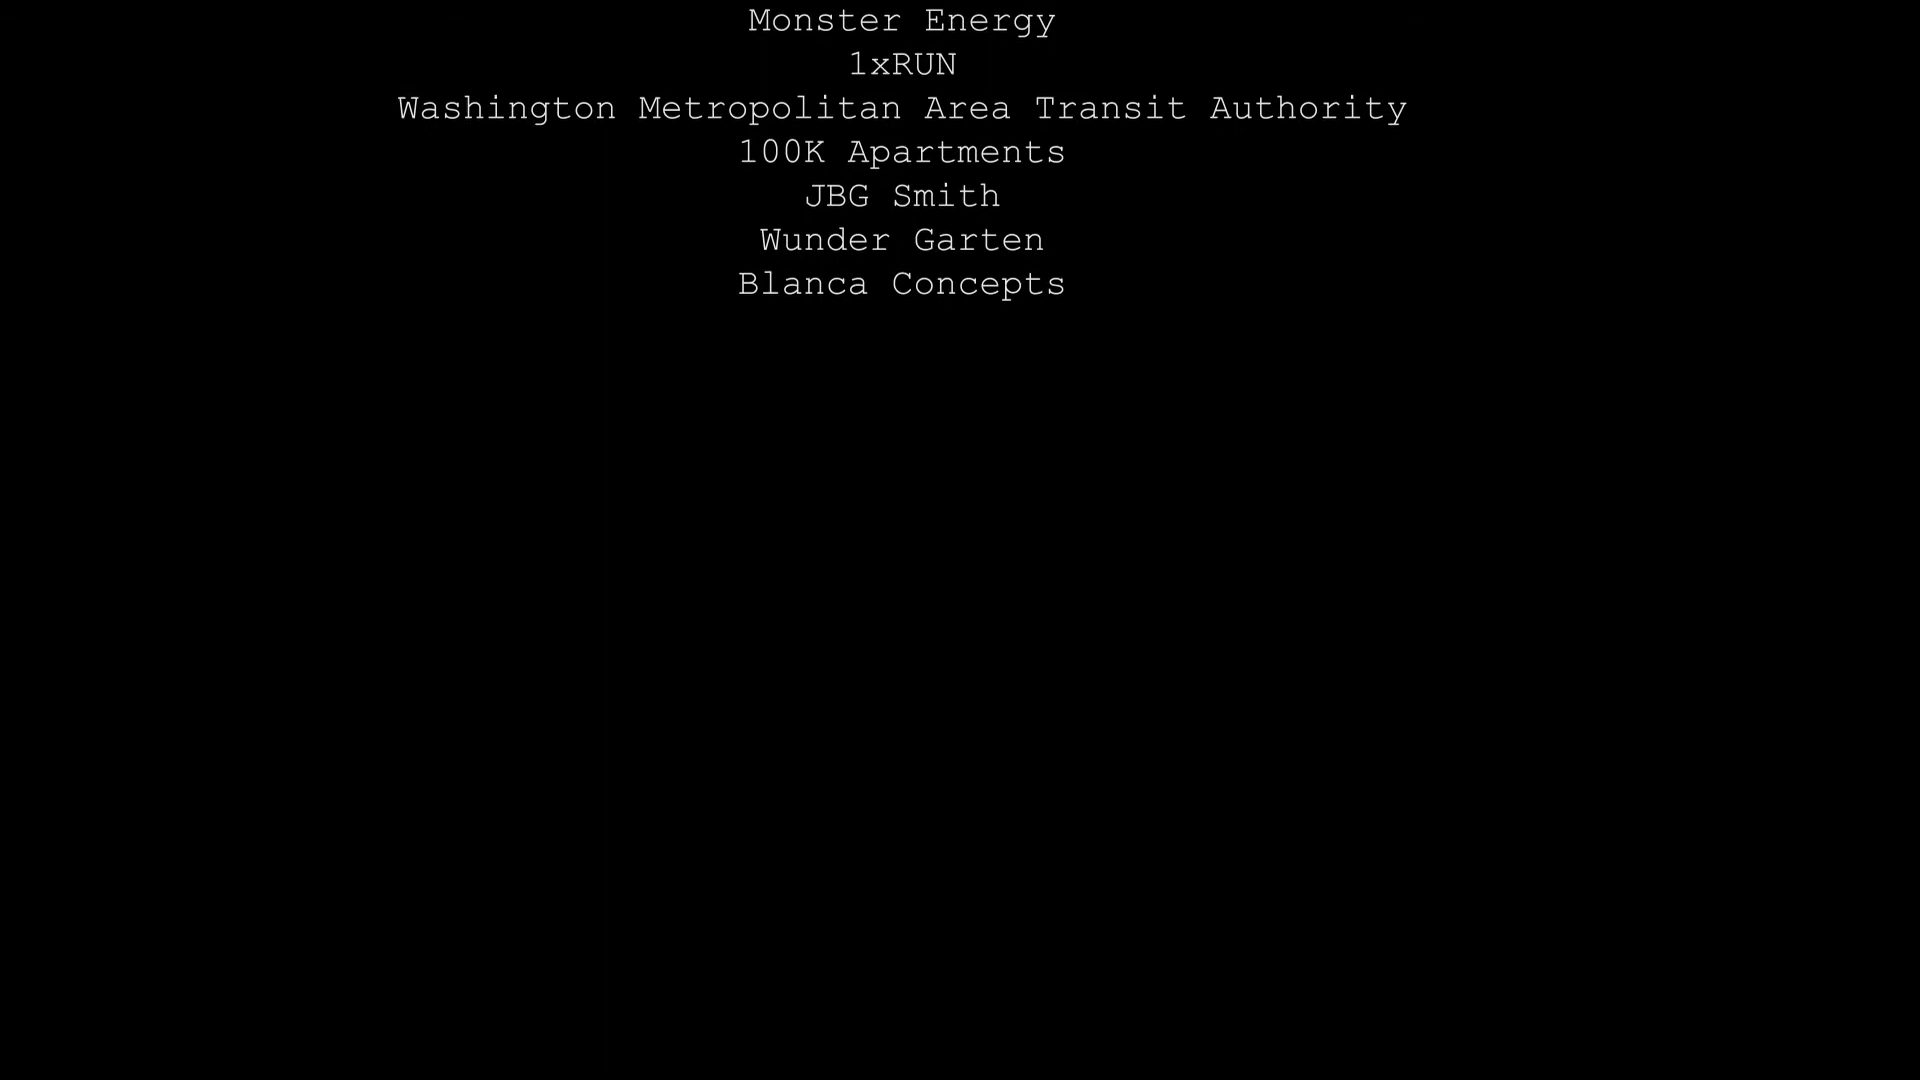 Monster Energy
1xRUN
Washington Metropolitan Area Transit Authority
100K Apartments
JBG Smith
Wunder Garten
Blanca Concepts